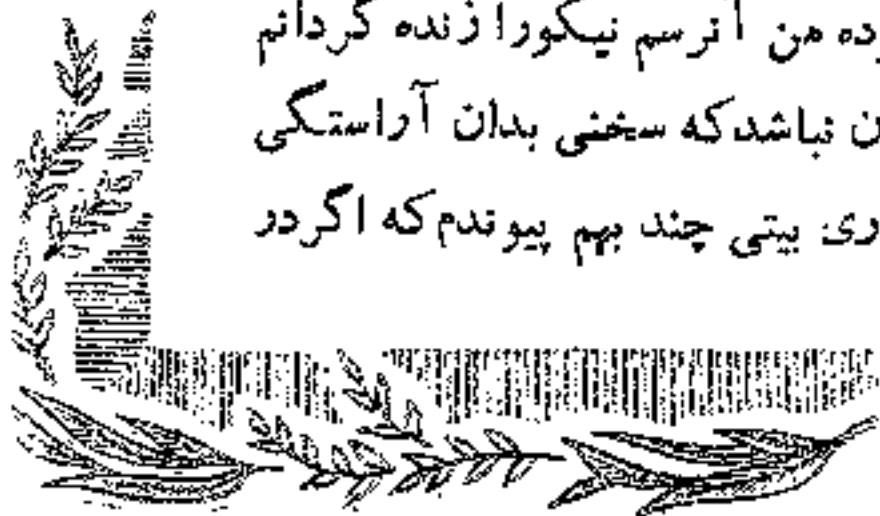 ده من آنرسم نیکورا زنده گردانم
ن نباشد که سخنی بدان آراستگی
ری بیتی چند بهم پیوندم که اگر در